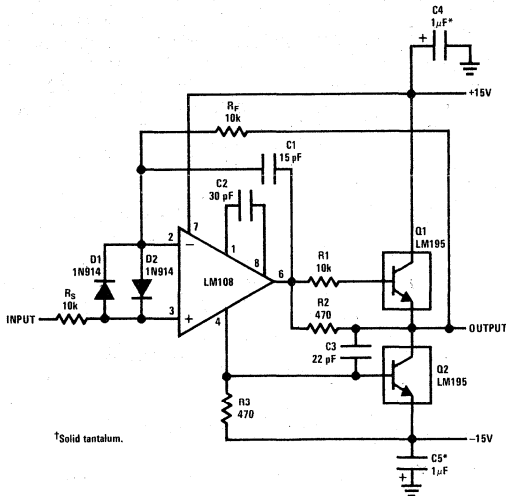 C4
1µF*
+
+15V
RF
10k
C1
15 pF
C2
30 pF
7
Q1
LM195
D1
1N914
D2
1N914
2
−
1
8
LM108
6
R1
10k
RS
10k
R2
470
INPUT
3
+
4
OUTPUT
C3
22 pF
Q2
LM195
R3
470
†Solid tantalum.
−15V
C5*
1µF
+